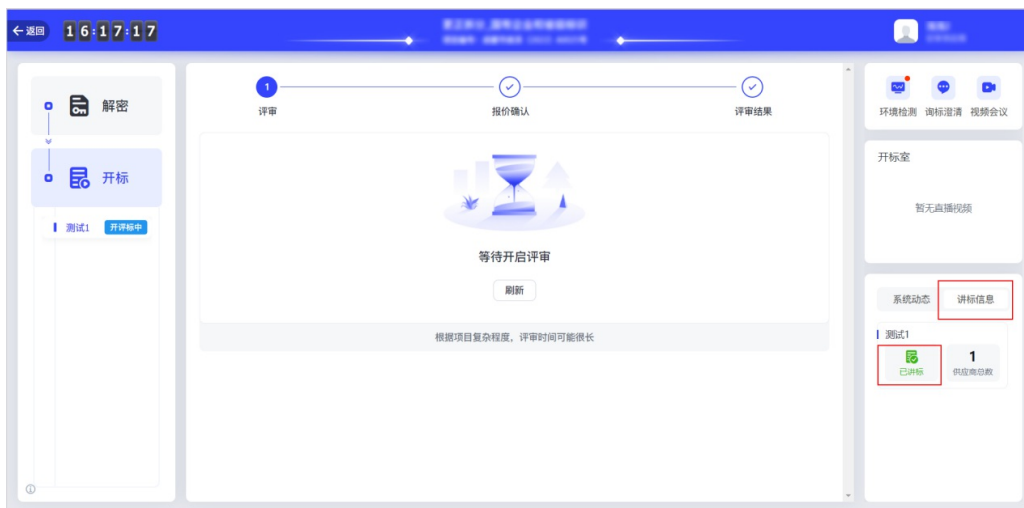 返回
16:17:17
解密
开标
测试1 开评标中
1
评审
报价确认
评审结果
等待开启评审
刷新
根据项目复杂程度，评审时间可能很长
环境检测 询标澄清 视频会议
开标室
暂无直播视频
系统动态 讲标信息
测试1
已讲标
1
供应商总数